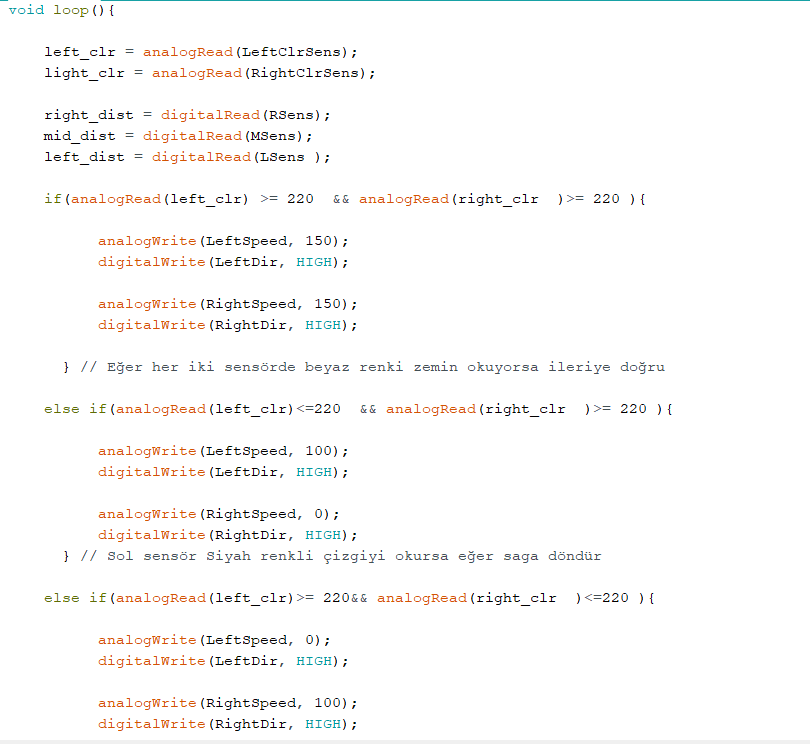 void loop(){
left_clr = analogRead(LeftClrSens);
light_clr = analogRead(RightClrSens);
right_dist = digitalRead(RSens);
mid_dist = digitalRead(MSens);
left_dist = digitalRead(LSens );
if(analogRead(left_clr) >= 220  && analogRead(right_clr  )>= 220 ){
analogWrite(LeftSpeed, 150);
digitalWrite(LeftDir, HIGH);
analogWrite(RightSpeed, 150);
digitalWrite(RightDir, HIGH);
} // Eğer her iki sensörde beyaz renki zemin okuyorsa ileriye doğru
else if(analogRead(left_clr)<=220  && analogRead(right_clr  )>= 220 ){
analogWrite(LeftSpeed, 100);
digitalWrite(LeftDir, HIGH);
analogWrite(RightSpeed, 0);
digitalWrite(RightDir, HIGH);
} // Sol sensör Siyah renkli çizgiyi okursa eğer saga döndür
else if(analogRead(left_clr)>= 220&& analogRead(right_clr  )<=220 ){
analogWrite(LeftSpeed, 0);
digitalWrite(LeftDir, HIGH);
analogWrite(RightSpeed, 100);
digitalWrite(RightDir, HIGH);